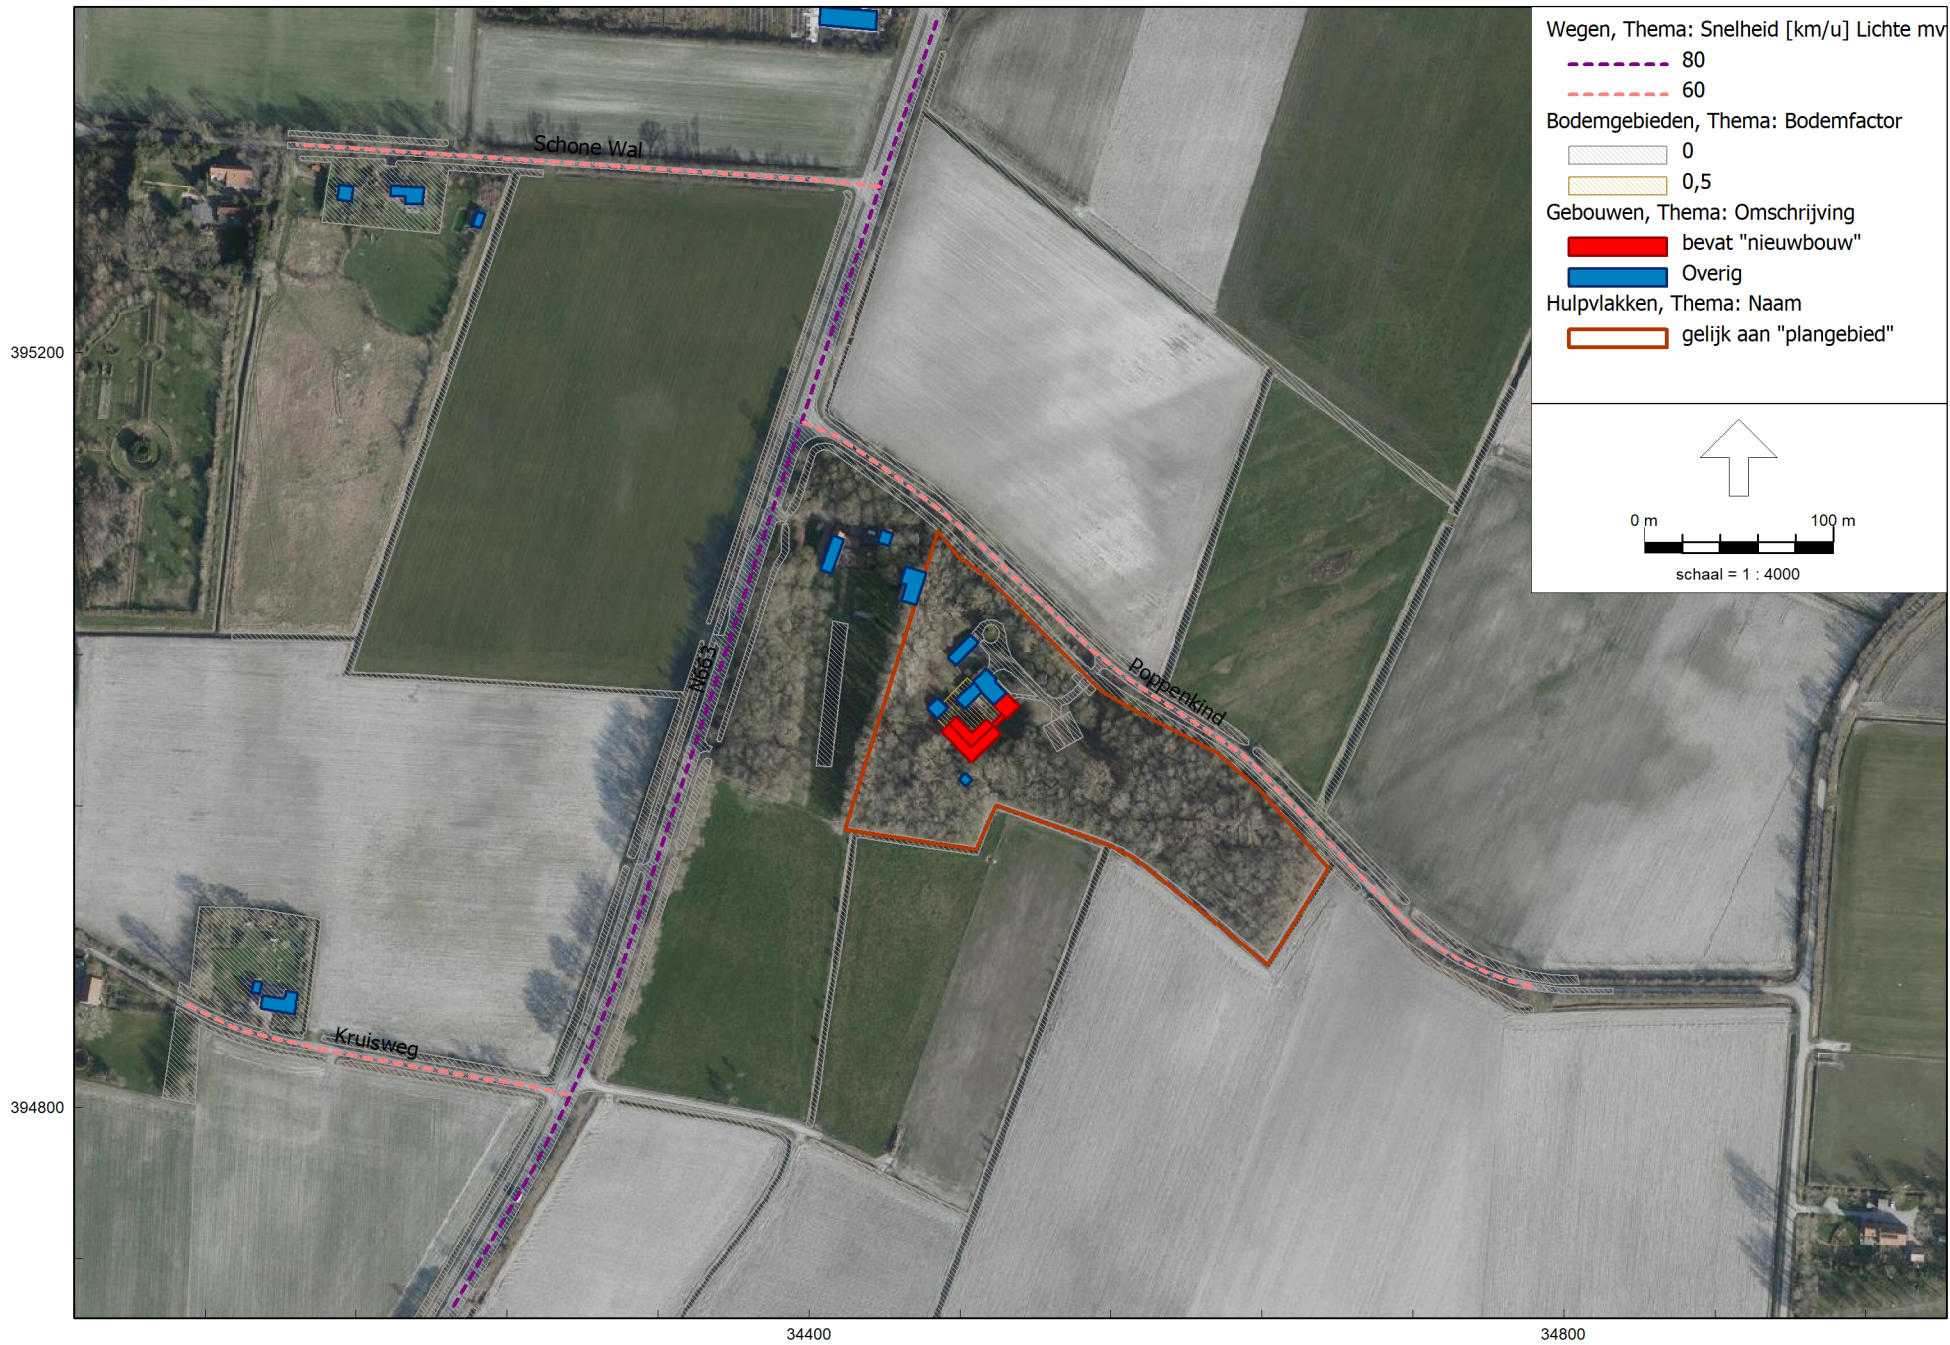 Wegen, Thema: Snelheid [km/u] Lichte mv
80
60
Bodemgebieden, Thema: Bodemfactor
0
0,5
Gebouwen, Thema: Omschrijving
bevat "nieuwbouw"
Overig
Hulpvlakken, Thema: Naam
gelijk aan "plangebied"
0 m
100 m
schaal = 1 : 4000
Schone Wal
395200
N663
Poppenkind
Kruisweg
394800
34400
34800